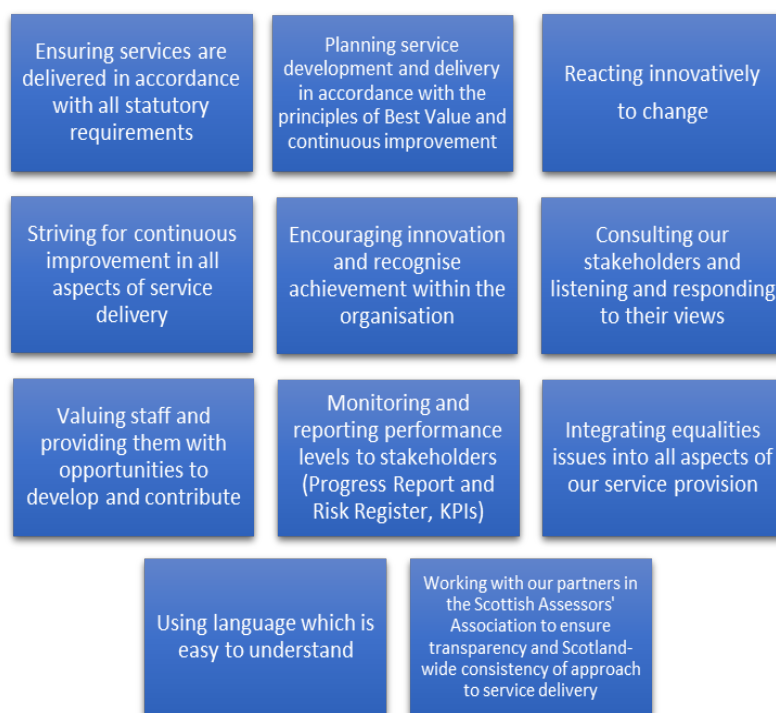 Ensuring services are
delivered in accordance
with all statutory
requirements
Planning service
development and delivery
in accordance with the
principles of Best Value and
continuous improvement
Reacting innovatively
to change
Striving for continuous
improvement in all
aspects of service
delivery
Encouraging innovation
and recognise
achievement within the
organisation
Consulting our
stakeholders and
listening and responding
to their views
Valuing staff and
providing them with
opportunities to
develop and contribute
Monitoring and
reporting performance
levels to stakeholders
(Progress Report and
Risk Register, KPIs)
Integrating equalities
issues into all aspects of
our service provision
Using language which is
easy to understand
Working with our partners in
the Scottish Assessors'
Association to ensure
transparency and Scotland-
wide consistency of approach
to service delivery